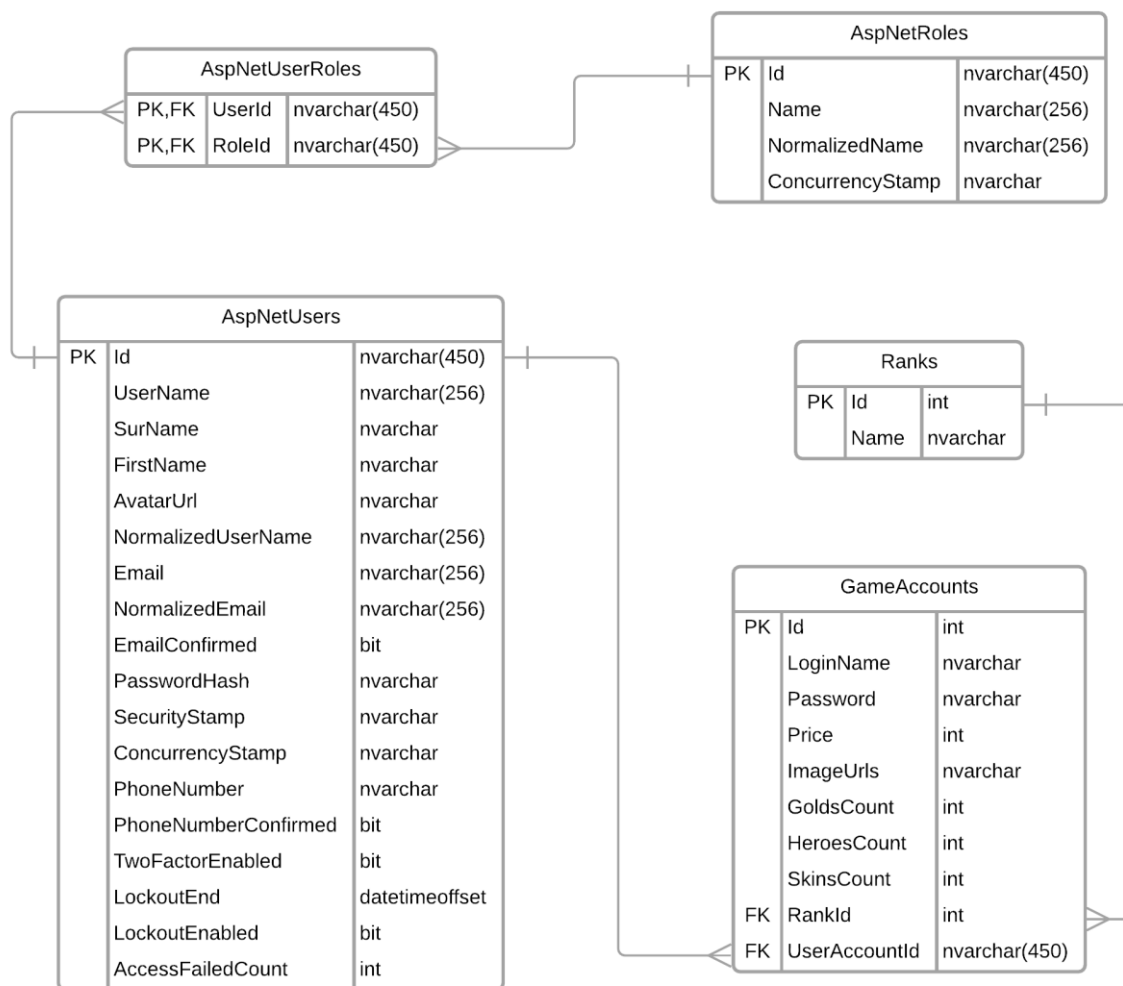 AspNetUserRoles
PK,FK UserId nvarchar(450)
PK,FK RoleId nvarchar(450)
AspNetRoles
PK Id nvarchar(450)
Name nvarchar(256)
NormalizedName nvarchar(256)
ConcurrencyStamp nvarchar
AspNetUsers
PK Id nvarchar(450)
UserName nvarchar(256)
SurName nvarchar
FirstName nvarchar
AvatarUrl nvarchar
NormalizedUserName nvarchar(256)
Email nvarchar(256)
NormalizedEmail nvarchar(256)
EmailConfirmed bit
PasswordHash nvarchar
SecurityStamp nvarchar
ConcurrencyStamp nvarchar
PhoneNumber nvarchar
PhoneNumberConfirmed bit
TwoFactorEnabled bit
LockoutEnd datetimeoffset
LockoutEnabled bit
AccessFailedCount int
Ranks
PK Id int
Name nvarchar
GameAccounts
PK Id int
LoginName nvarchar
Password nvarchar
Price int
ImageUrls nvarchar
GoldsCount int
HeroesCount int
SkinsCount int
FK RankId int
FK UserAccountId nvarchar(450)